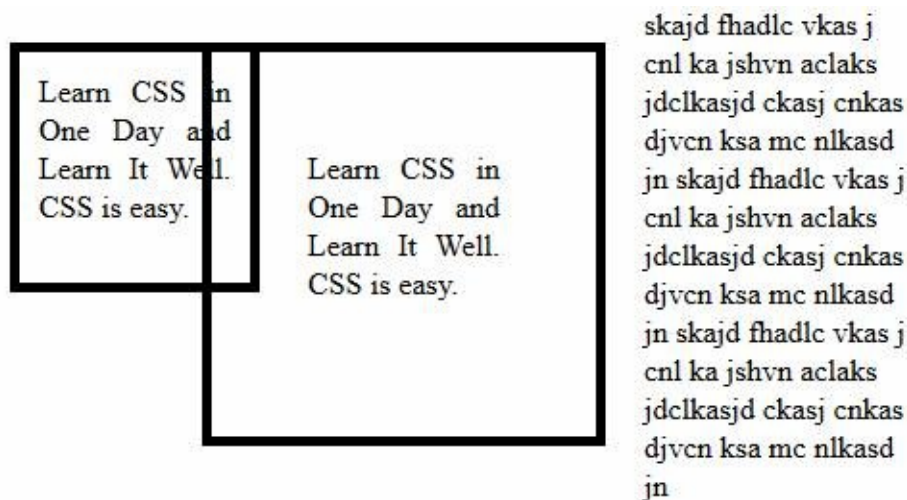 Learn CSS in
One Day and
Learn It Well.
CSS is easy.
Learn CSS in
One Day and
Learn It Well.
CSS is easy.
skajd fhadlc vkas j
cnl ka jshvn aclaks
jdclkasjd ckasj cnkas
djvcn ksa mc nlkasd
jn skajd fhadlc vkas j
cnl ka jshvn aclaks
jdclkasjd ckasj cnkas
djvcn ksa mc nlkasd
jn skajd fhadlc vkas j
cnl ka jshvn aclaks
jdclkasjd ckasj cnkas
djvcn ksa mc nlkasd
jn